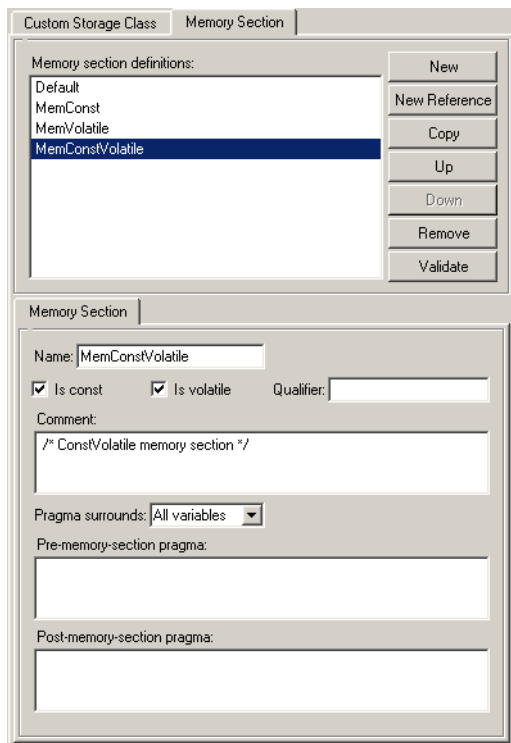 Custom Storage Class
Memory Section
Memory section definitions:
Default
MemConst
MemVolatile
MemConstVolatile
New
New Reference
Copy
Up
Down
Remove
Validate
Memory Section
Name: MemConstVolatile
Is const
Is volatile
Qualifier:
Comment:
/* ConstVolatile memory section */
Pragma surrounds: All variables
Pre-memory-section pragma:
Post-memory-section pragma: